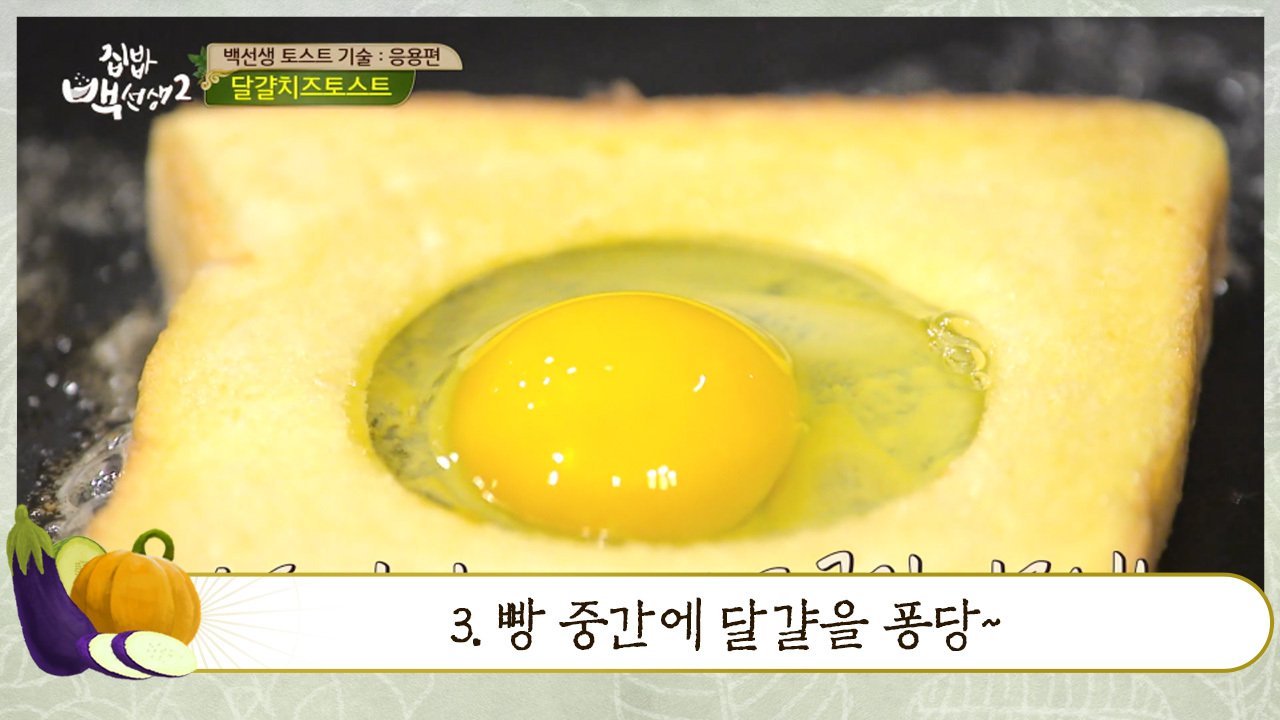 집밥
백선생2
백선생 토스트 기술 : 응용편
달걀치즈토스트
3. 빵 중간에 달걀을 퐁당~